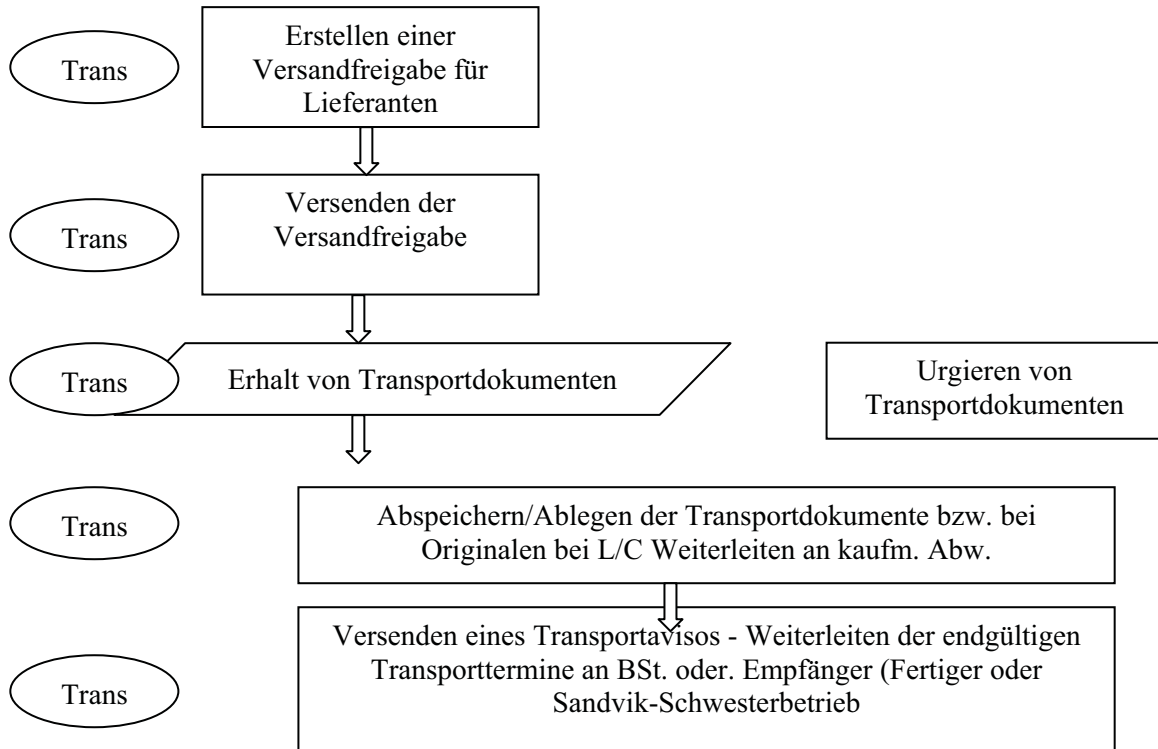 Trans
Erstellen einer
Versandfreigabe für
Lieferanten
Trans
Versenden der
Versandfreigabe
Trans
Erhalt von Transportdokumenten
Urgieren von
Transportdokumenten
Trans
Abspeichern/Ablegen der Transportdokumente bzw. bei
Originalen bei L/C Weiterleiten an kaufm. Abw.
Trans
Versenden eines Transportavisos - Weiterleiten der endgültigen
Transporttermine an BSt. oder. Empfänger (Fertiger oder
Sandvik-Schwesterbetrieb